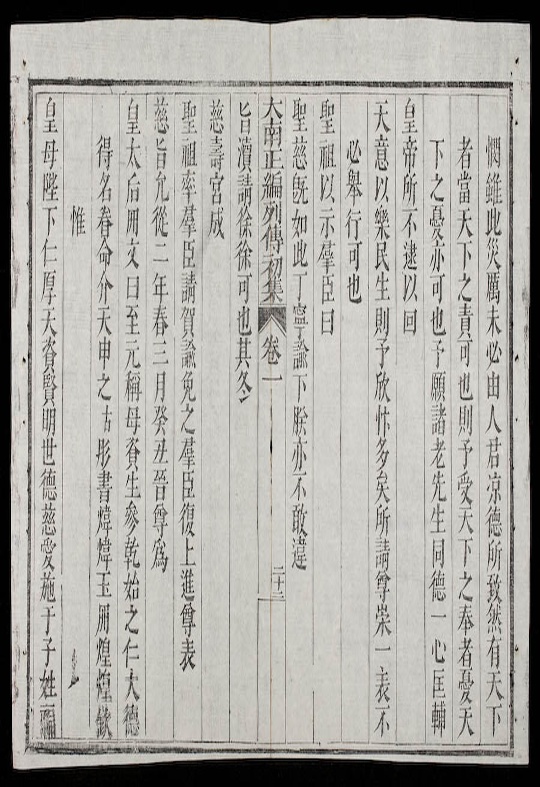 憫雖此災厲未必由人君凉德所致然有天下
者當天下之責可也則予受天下之奉者憂天
下之憂亦可也予願諸老先生同德一心匡輔
皇帝所不逮以回
天意以樂民生則予欣忭多矣所請尊崇一表不
必舉行可也
聖祖以示羣臣曰
聖慈旣如此丁寧諭下朕亦不敢違
大南正編列傳初集 卷一 二十二
旨瀆請徐徐可也其冬
慈壽宮成
聖祖率羣臣請賀諭免之羣臣復上進尊表
慈旨允從二年春三月癸丑晉尊爲
皇太后冊文曰至元稱母資生參乾始之仁大德
得名眷命介天申之古彤書煒煒玉冊煌煌欽
惟
皇母陛下仁厚天資賢明世德慈愛施于子姓